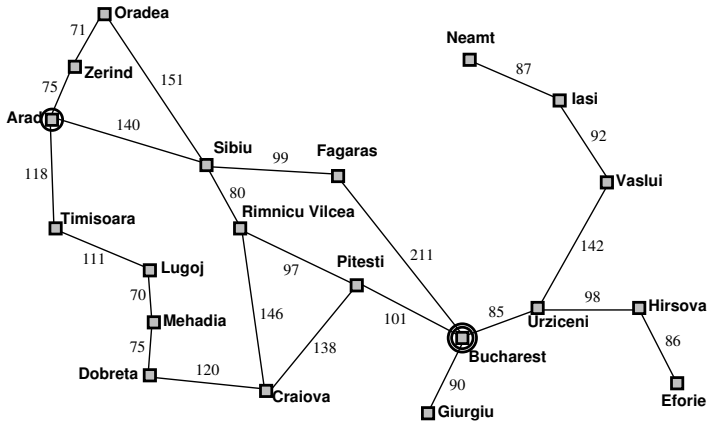 Oradea
Neamt
71
87
Zerind
151
Iasi
75
Arad
140
92
Sibiu
99
Fagaras
118
Vaslui
80
Timisoara
Rimnicu Vilcea
142
111
Lugoj
97
Pitesti
211
70
98
Hirsova
146
101
85
Urziceni
Mehadia
138
86
75
Bucharest
120
Dobreta
90
Craiova
Eforie
Giurgiu